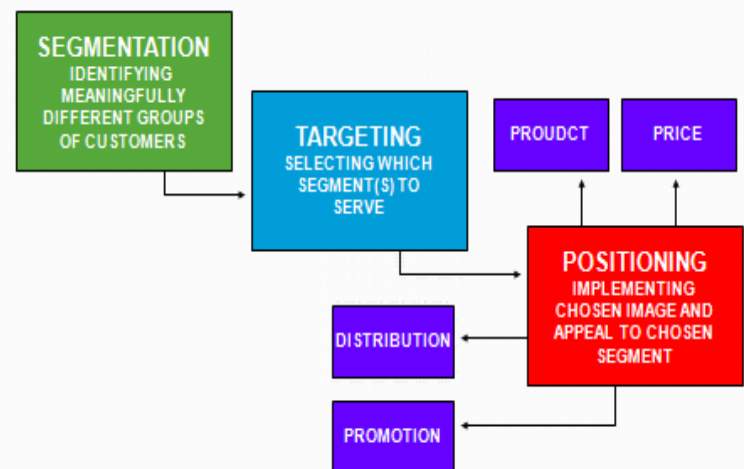 SEGMENTATION
IDENTIFYING
MEANINGFULLY
DIFFERENT GROUPS
OF CUSTOMERS
TARGETING
SELECTING WHICH
SEGMENT(S) TO
SERVE
PROUDCT
PRICE
POSITIONING
IMPLEMENTING
CHOSEN IMAGE AND
APPEAL TO CHOSEN
SEGMENT
DISTRIBUTION
PROMOTION